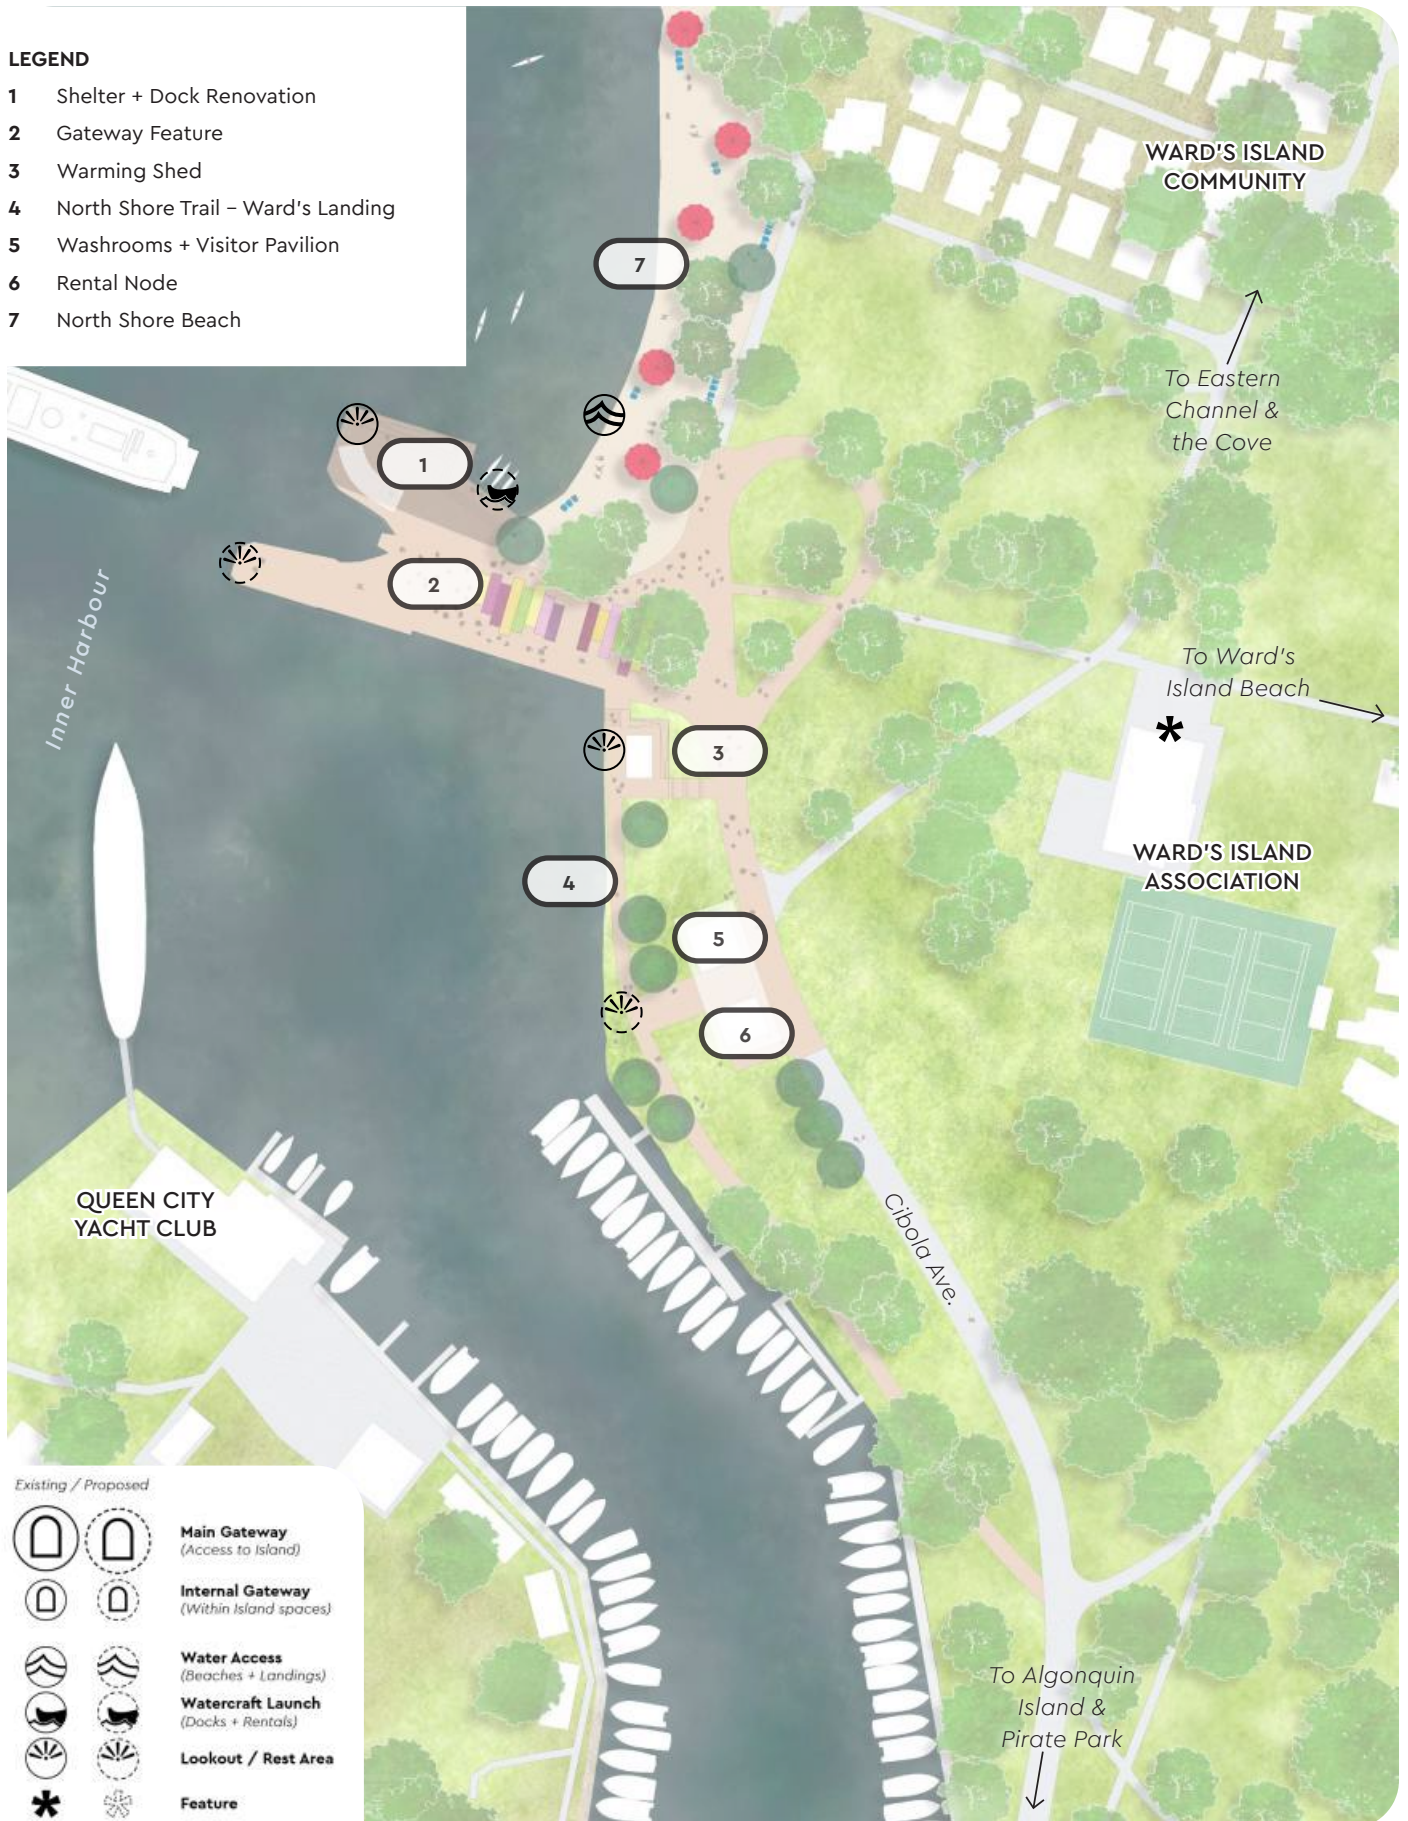 LEGEND
1 Shelter + Dock Renovation
2 Gateway Feature
3 Warming Shed
4 North Shore Trail – Ward's Landing
5 Washrooms + Visitor Pavilion
6 Rental Node
7 North Shore Beach
WARD'S ISLAND
COMMUNITY
7
To Eastern
Channel &
the Cove
1
2
Inner Harbour
To Ward's
Island Beach
3
WARD'S ISLAND
ASSOCIATION
4
5
6
QUEEN CITY
YACHT CLUB
Cibola Ave.
To Algonquin
Island &
Pirate Park
Existing / Proposed
Main Gateway
(Access to Island)
Internal Gateway
(Within Island spaces)
Water Access
(Beaches + Landings)
Watercraft Launch
(Docks + Rentals)
Lookout / Rest Area
Feature